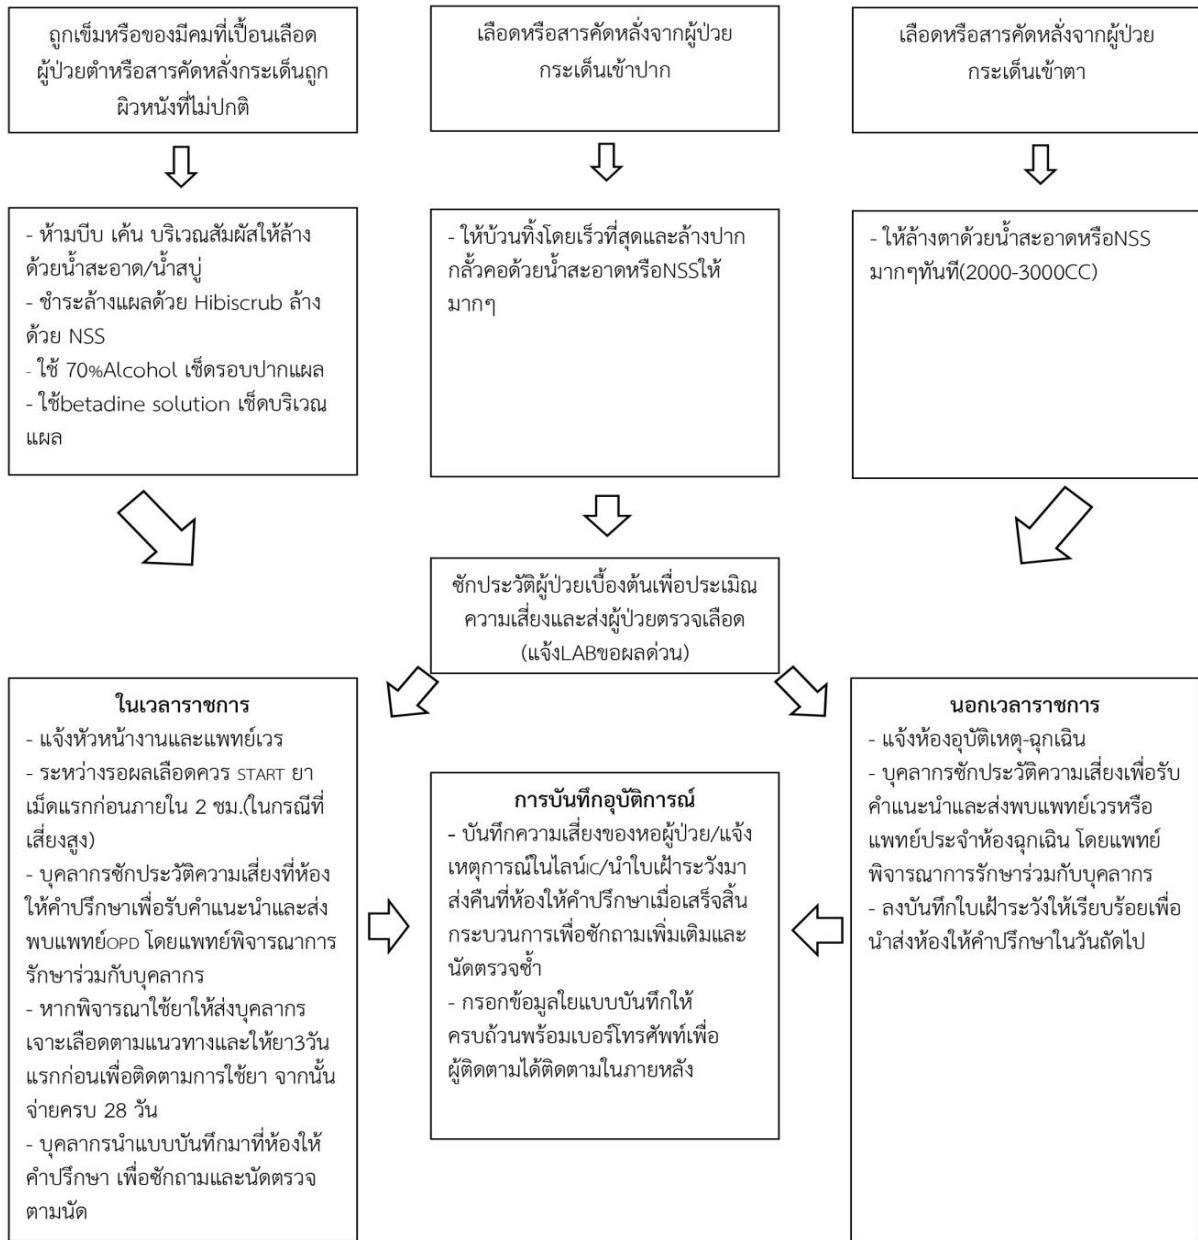 ถูกเข็มหรือของมีคมที่เปื้อนเลือด
ผู้ป่วยตำหรือสารคัดหลั่งกระเด็นถูก
ผิวหนังที่ไม่ปกติ
เลือดหรือสารคัดหลั่งจากผู้ป่วย
กระเด็นเข้าปาก
เลือดหรือสารคัดหลั่งจากผู้ป่วย
กระเด็นเข้าตา
- ห้ามบีบ เค้น บริเวณสัมผัสให้ล้าง
ด้วยน้ำสะอาด/น้ำสบู่
- ชำระล้างแผลด้วย Hibiscrub ล้าง
ด้วย NSS
- ใช้ 70%Alcohol เช็ดรอบปากแผล
- ใช้betadine solution เช็ดบริเวณ
แผล
- ให้บ้วนทิ้งโดยเร็วที่สุดและล้างปาก
กลั้วคอด้วยน้ำสะอาดหรือNSSให้
มากๆ
- ให้ล้างตาด้วยน้ำสะอาดหรือNSS
มากๆทันที(2000-3000CC)
ซักประวัติผู้ป่วยเบื้องต้นเพื่อประเมิณ
ความเสี่ยงและส่งผู้ป่วยตรวจเลือด
(แจ้งLABขอผลด่วน)
ในเวลาราชการ
- แจ้งหัวหน้างานและแพทย์เวร
- ระหว่างรอผลเลือดควร START ยา
เม็ดแรกก่อนภายใน 2 ชม.(ในกรณีที่
เสี่ยงสูง)
- บุคลากรซักประวัติความเสี่ยงที่ห้อง
ให้คำปรึกษาเพื่อรับคำแนะนำและส่ง
พบแพทย์OPD โดยแพทย์พิจารณาการ
รักษาร่วมกับบุคลากร
- หากพิจารณาใช้ยาให้ส่งบุคลากร
เจาะเลือดตามแนวทางและให้ยา3วัน
แรกก่อนเพื่อติดตามการใช้ยา จากนั้น
จ่ายครบ 28 วัน
- บุคลากรนำแบบบันทึกมาที่ห้องให้
คำปรึกษา เพื่อซักถามและนัดตรวจ
ตามนัด
การบันทึกอุบัติการณ์
- บันทึกความเสี่ยงของหอผู้ป่วย/แจ้ง
เหตุการณ์ในไลน์IC/นำใบเฝ้าระวังมา
ส่งคืนที่ห้องให้คำปรึกษาเมื่อเสร็จสิ้น
กระบวนการเพื่อซักถามเพิ่มเติมและ
นัดตรวจซ้ำ
- กรอกข้อมูลใยแบบบันทึกให้
ครบถ้วนพร้อมเบอร์โทรศัพท์เพื่อ
ผู้ติดตามได้ติดตามในภายหลัง
นอกเวลาราชการ
- แจ้งห้องอุบัติเหตุ-ฉุกเฉิน
- บุคลากรซักประวัติความเสี่ยงเพื่อรับ
คำแนะนำและส่งพบแพทย์เวรหรือ
แพทย์ประจำห้องฉุกเฉิน โดยแพทย์
พิจารณาการรักษาร่วมกับบุคลากร
- ลงบันทึกใบเฝ้าระวังให้เรียบร้อยเพื่อ
นำส่งห้องให้คำปรึกษาในวันถัดไป